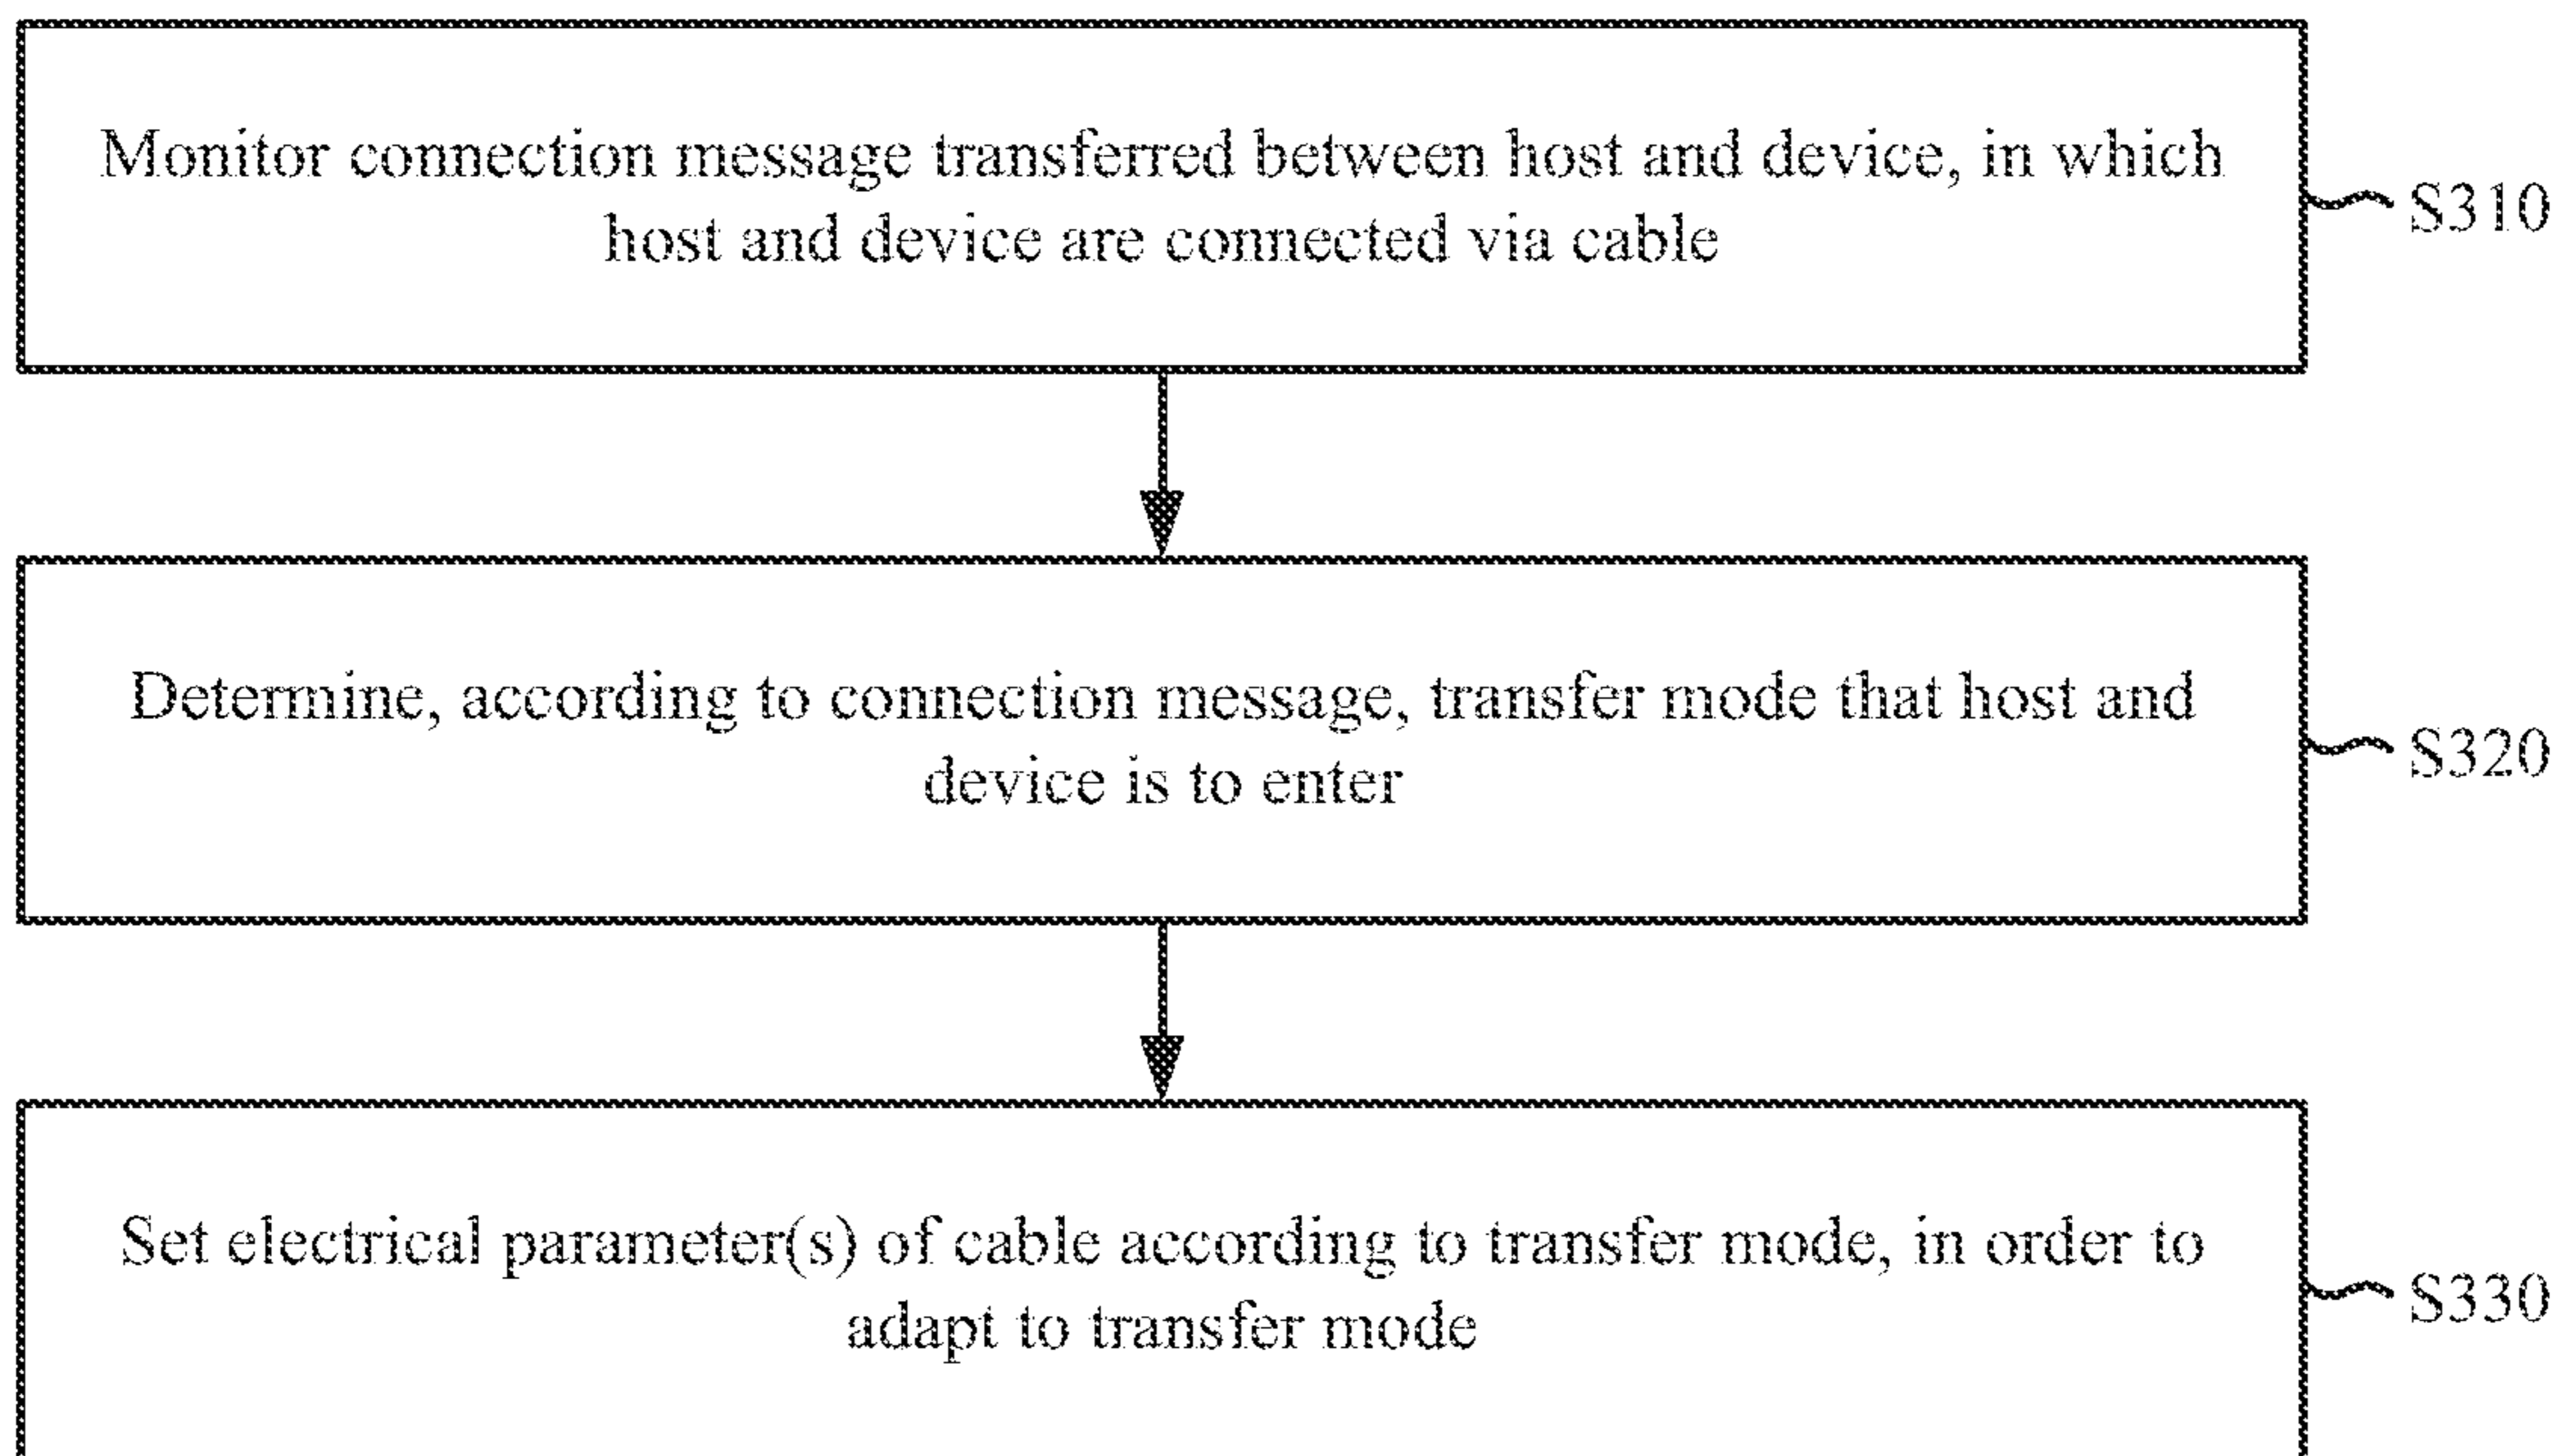 Monitor connection message transferred between host and device, in which
host and device are connected via cable
S310
Determine, according to connection message, transfer mode that host and
device is to enter
S320
Set electrical parameter(s) of cable according to transfer mode, in order to
adapt to transfer mode
S330